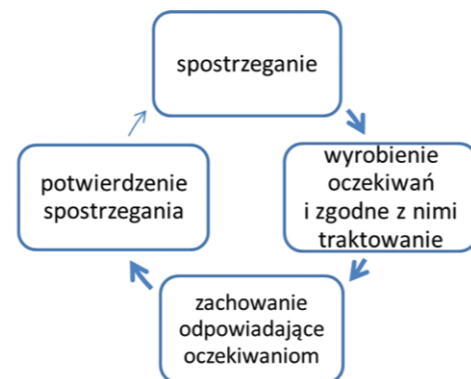 spostrzeganie
wyrobienie
oczekiwań
i zgodne z nimi
traktowanie
zachowanie
odpowiadające
oczekiwaniom
potwierdzenie
spostrzegania